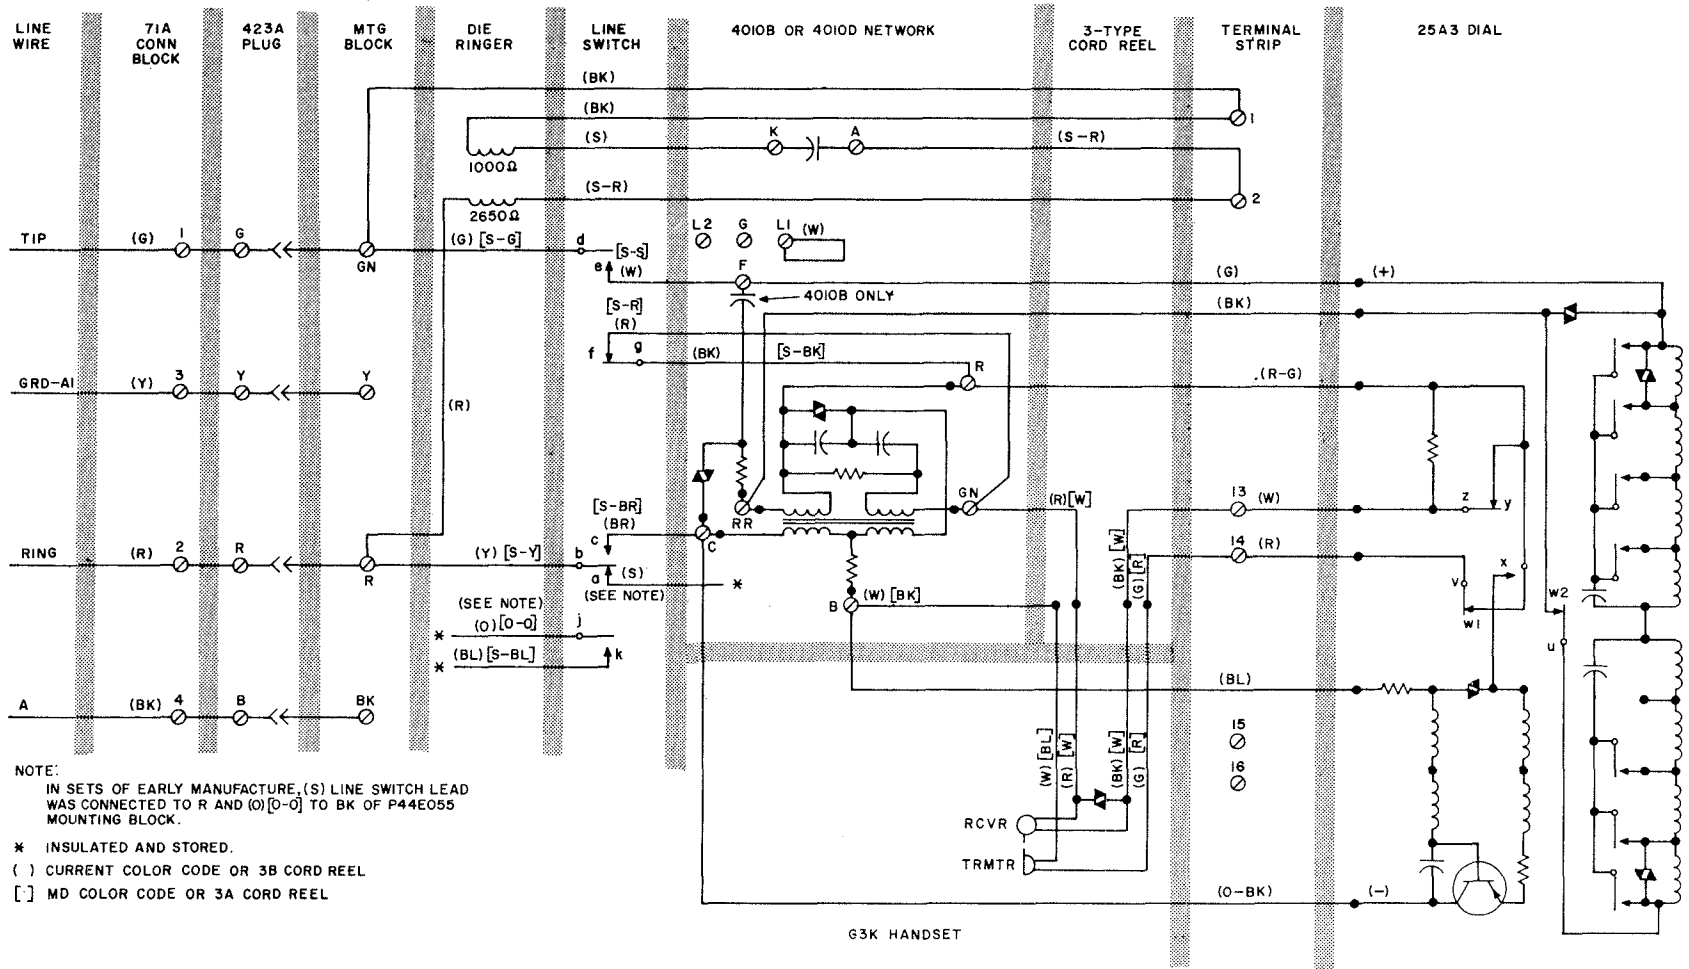 LINE WIRE
71A CONN BLOCK
423A PLUG
MTG BLOCK
DIE RINGER
LINE SWITCH
4010B OR 4010D NETWORK
3-TYPE CORD REEL
TERMINAL STRIP
25A3 DIAL
(BK)
(BK)
1
(S)
K
A
(S-R)
1000Ω
(S-R)
2
2650Ω
TIP
(G)
1
G
GN
(G) [S-G]
d
[S-S]
e
(W)
L2
G
L1
(W)
F
(G)
(+)
4010B ONLY
(BK)
[S-R]
(R)
f
g
(BK)
[S-BK]
R
(R-G)
GRD-A1
(Y)
3
Y
Y
(R)
GN
(R)[W]
13
(W)
z
y
RR
[S-BR]
(BR)
c
C
RING
(R)
2
R
R
(Y) [S-Y]
b
a
(S)
(SEE NOTE)
*
14
(R)
(BK) [W]
(G) [R]
v
x
w1
w2
u
B
(W) [BK]
(SEE NOTE)
*
(O) [O-O]
j
*
(BL) [S-BL]
k
(BL)
A
(BK)
4
B
BK
15
16
(W) [BL]
(R) [W]
(BK) [W]
(G) [R]
RCVR
TRMTR
(O-BK)
(-)
G3K HANDSET
NOTE:
IN SETS OF EARLY MANUFACTURE,(S) LINE SWITCH LEAD
WAS CONNECTED TO R AND (O)[O-O] TO BK OF P44E055
MOUNTING BLOCK.
* INSULATED AND STORED.
( ) CURRENT COLOR CODE OR 3B CORD REEL
[ ] MD COLOR CODE OR 3A CORD REEL